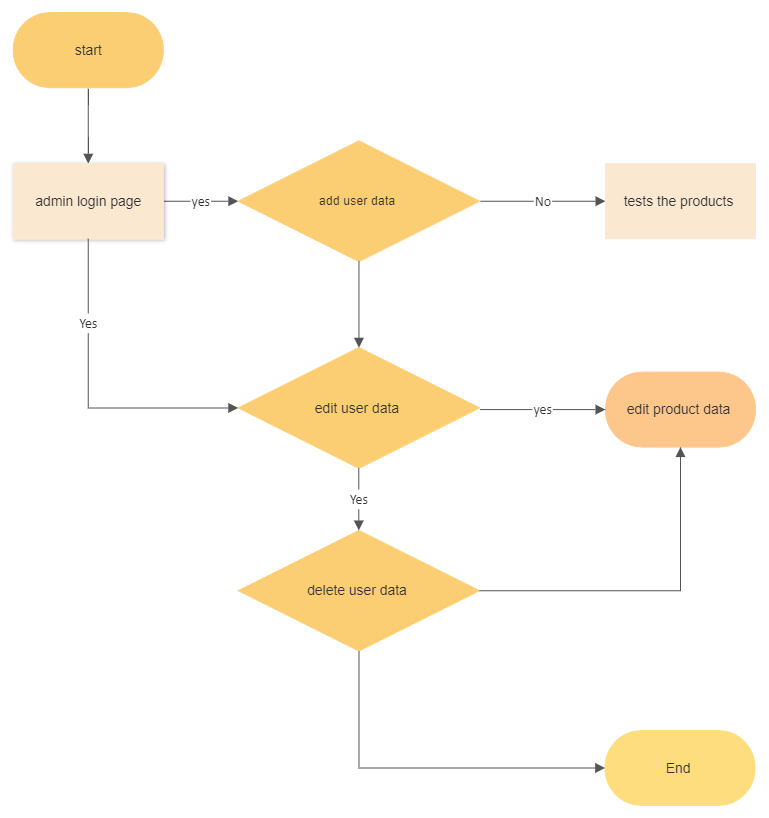 start
admin login page
yes
add user data
No
tests the products
Yes
edit user data
yes
edit product data
Yes
delete user data
End